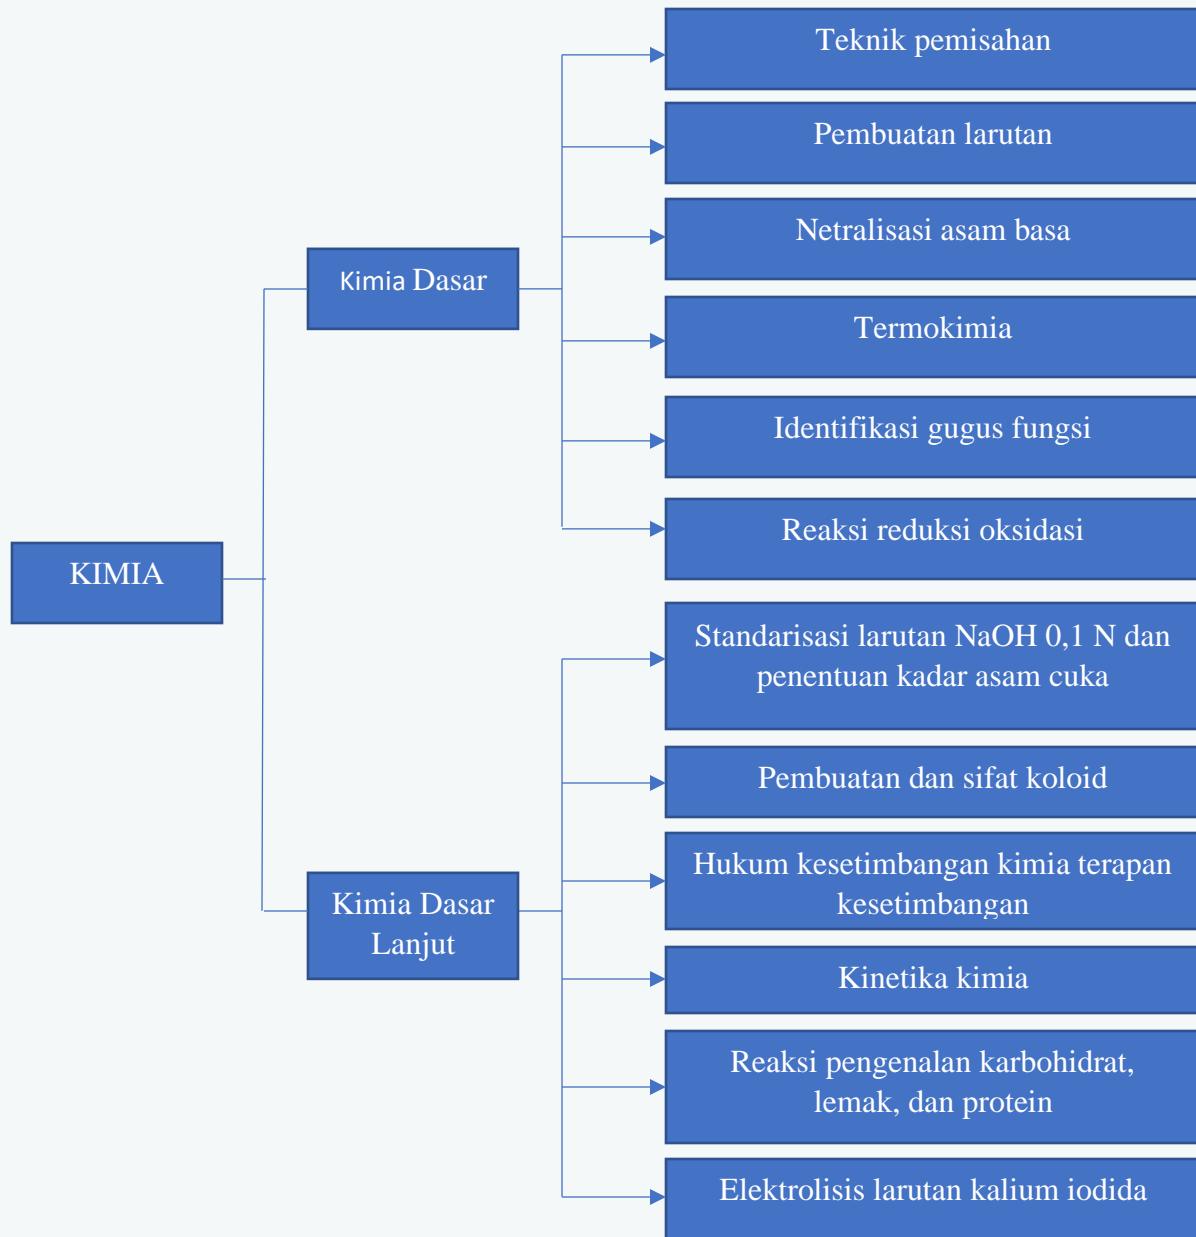 Teknik pemisahan
Pembuatan larutan
Netralisasi asam basa
Kimia Dasar
Termokimia
Identifikasi gugus fungsi
Reaksi reduksi oksidasi
KIMIA
Standarisasi larutan NaOH 0,1 N dan
penentuan kadar asam cuka
Pembuatan dan sifat koloid
Hukum kesetimbangan kimia terapan
kesetimbangan
Kimia Dasar
Lanjut
Kinetika kimia
Reaksi pengenalan karbohidrat,
lemak, dan protein
Elektrolisis larutan kalium iodida